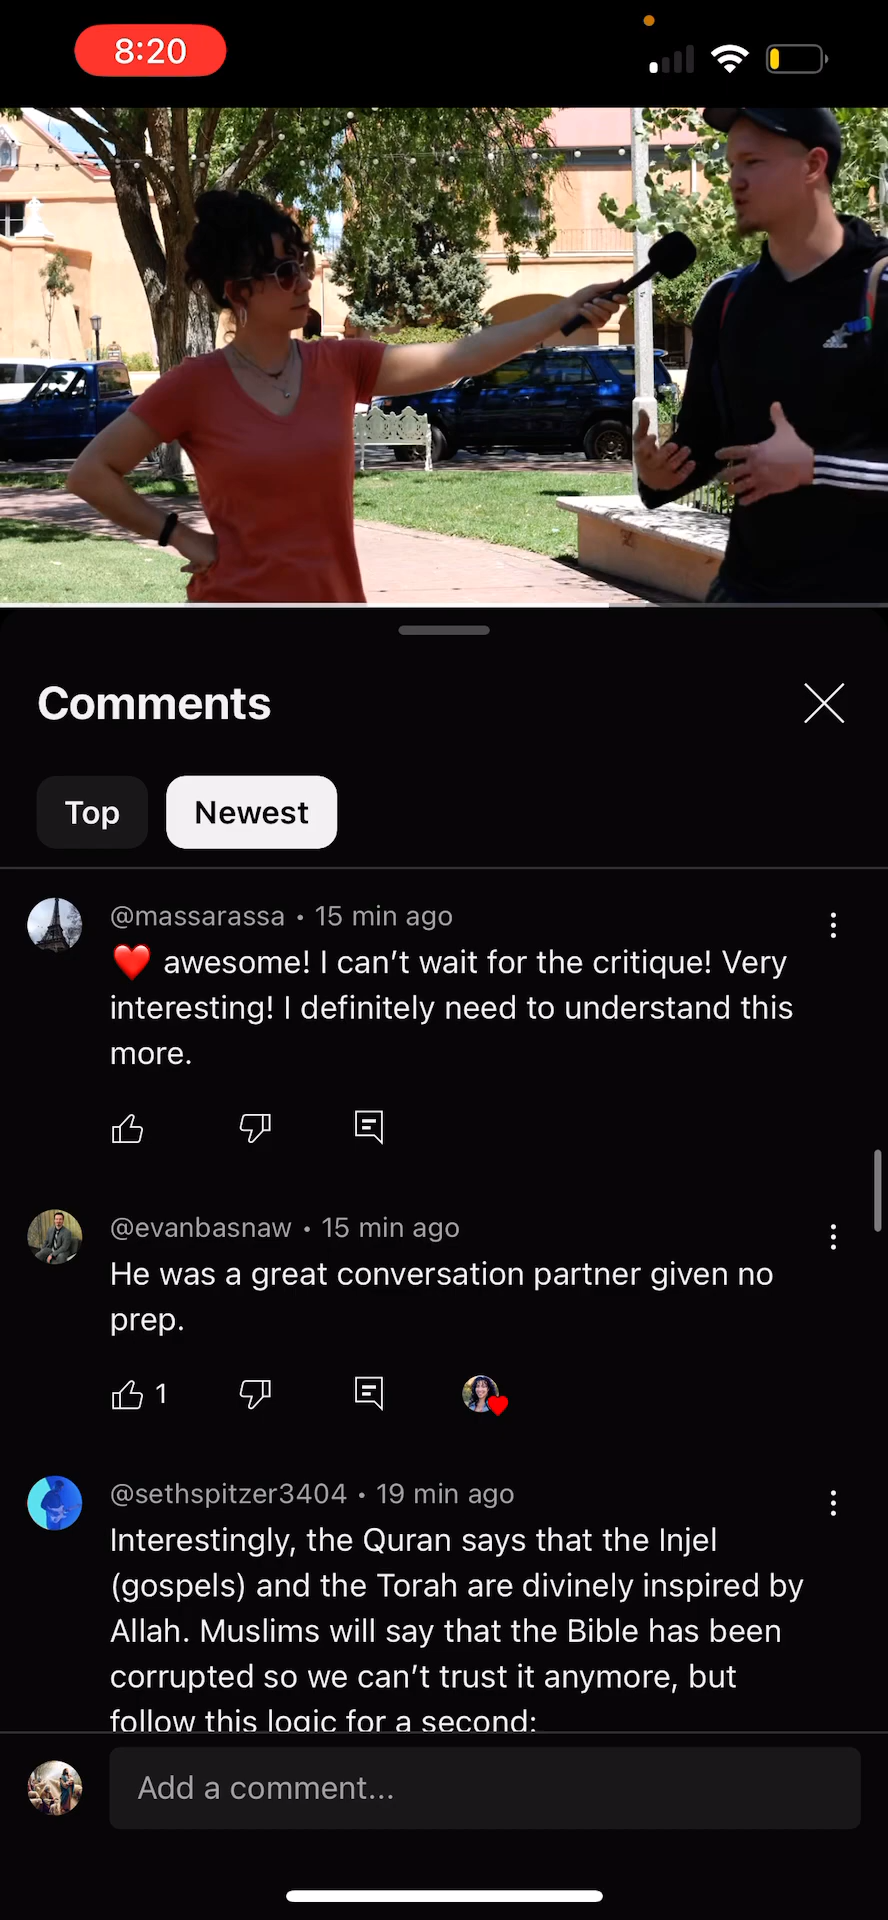 8:20
Comments
Top
Newest
@massarassa • 15 min ago
❤️ awesome! I can’t wait for the critique! Very
interesting! I definitely need to understand this
more.
@evanbasnaw • 15 min ago
He was a great conversation partner given no
prep.
1
@sethspitzer3404 • 19 min ago
Interestingly, the Quran says that the Injel
(gospels) and the Torah are divinely inspired by
Allah. Muslims will say that the Bible has been
corrupted so we can’t trust it anymore, but
follow this logic for a second:
Add a comment...